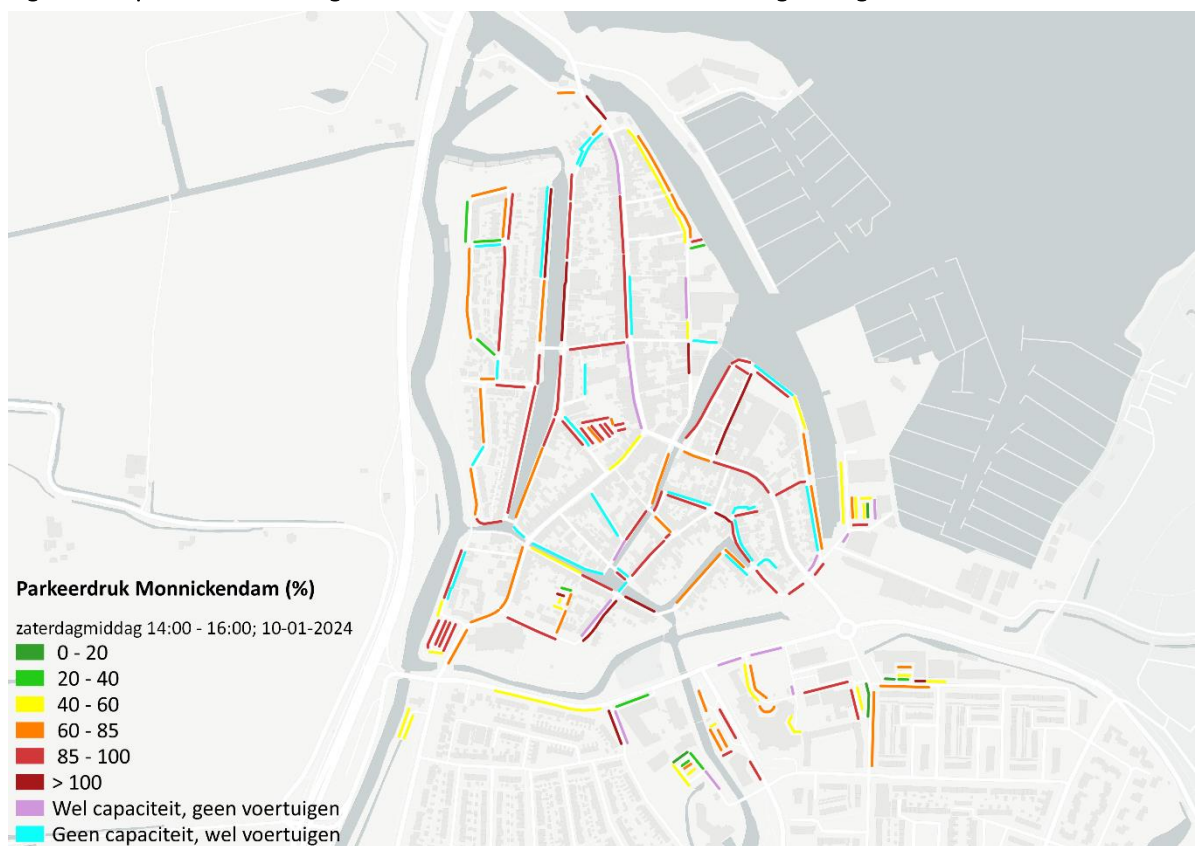 Parkeerdruk Monnickendam (%)
zaterdagmiddag 14:00 - 16:00; 10-01-2024
0 - 20
20 - 40
40 - 60
60 - 85
85 - 100
> 100
Wel capaciteit, geen voertuigen
Geen capaciteit, wel voertuigen